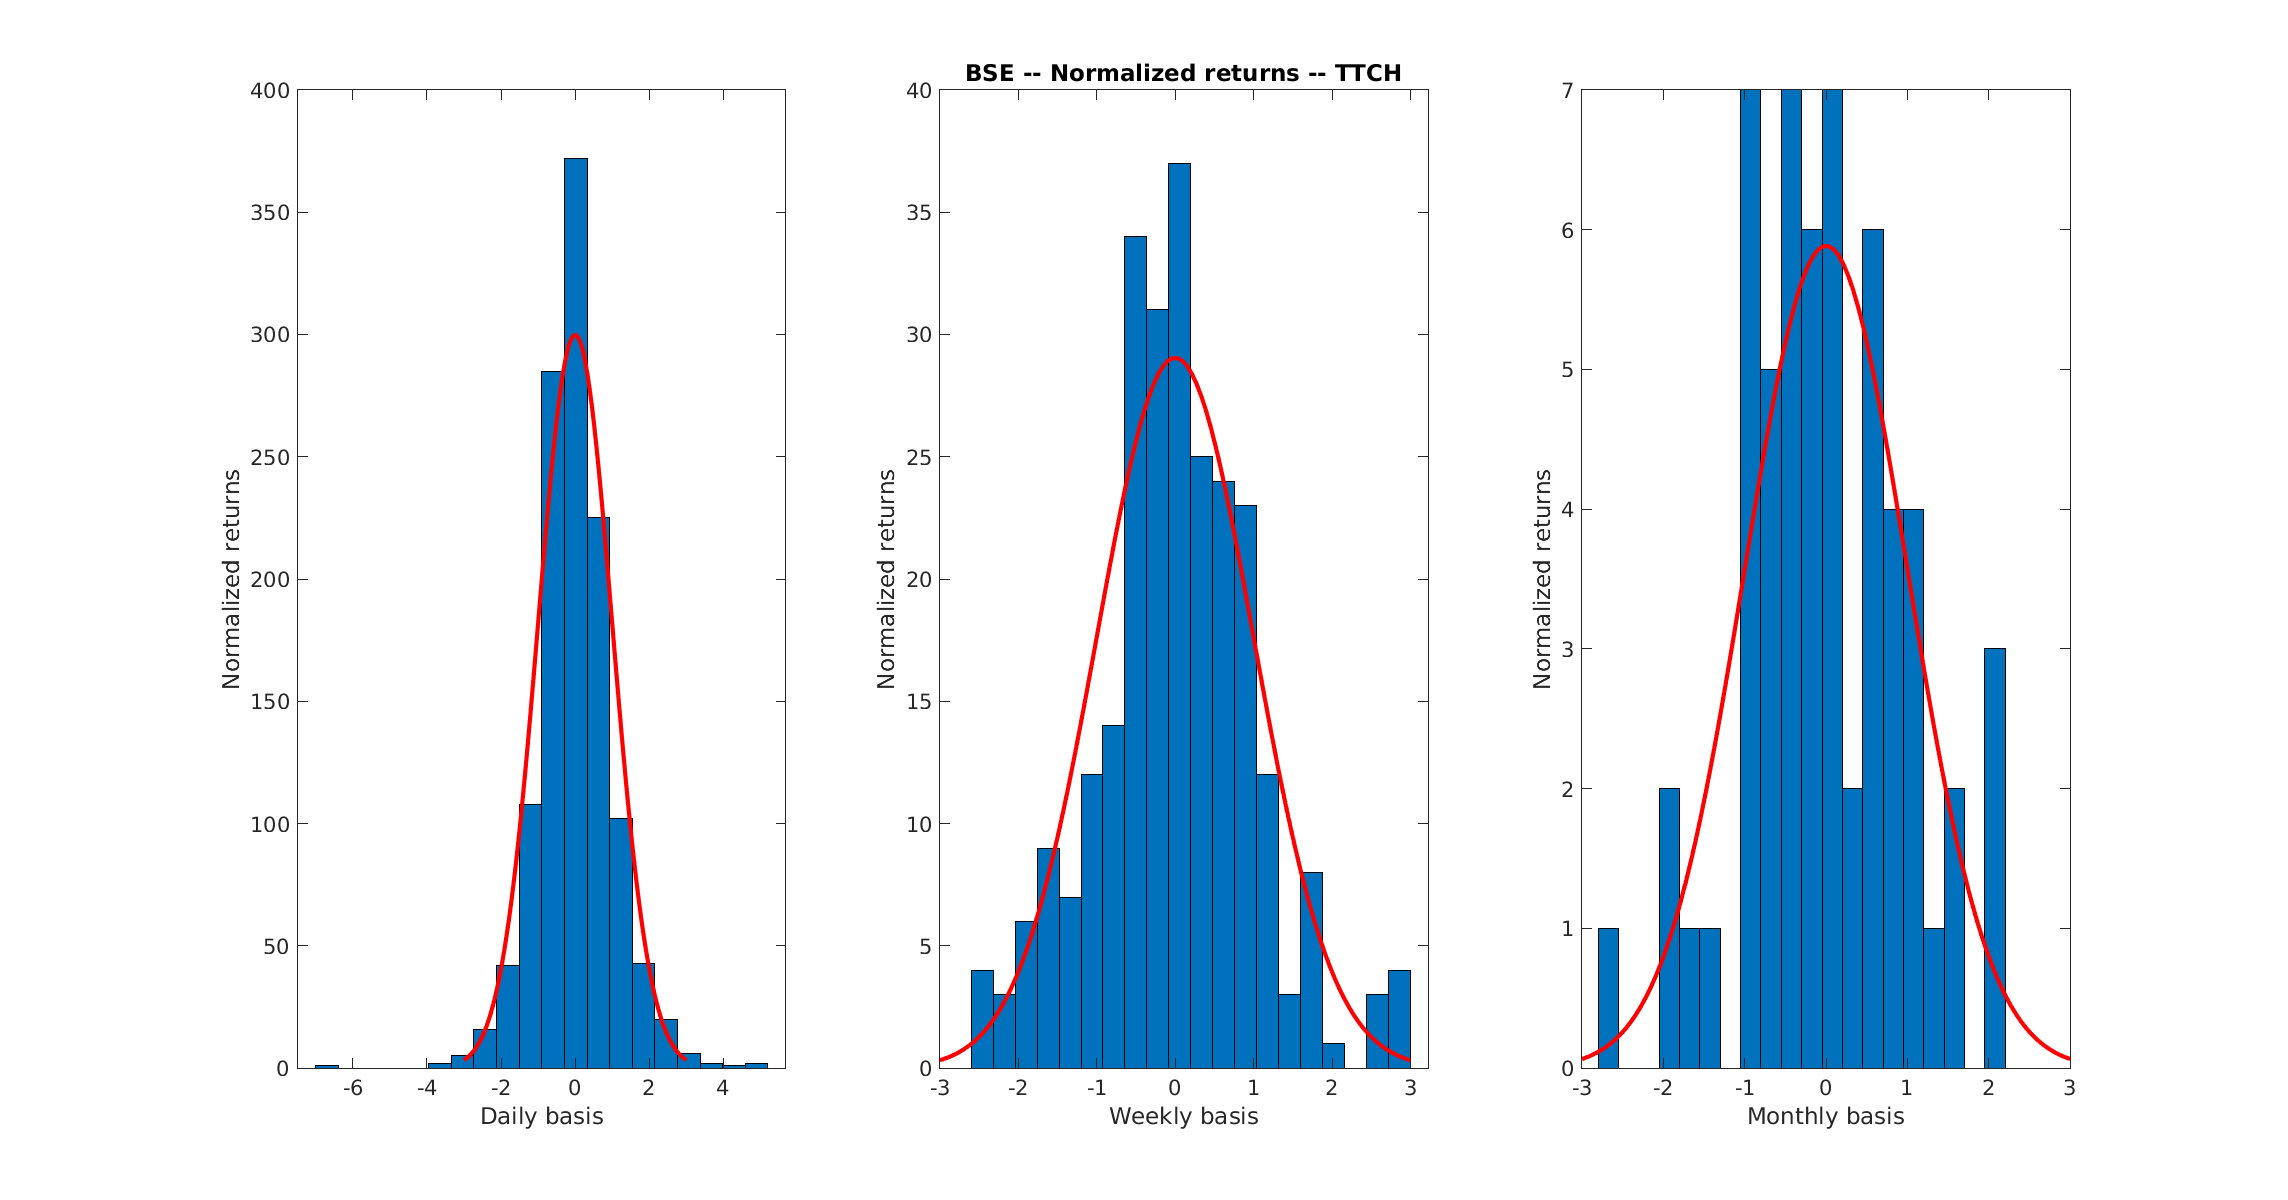 BSE -- Normalized returns -- TTCH
Normalized returns
400
350
300
250
200
150
100
50
0
-6 -4 -2 0 2 4
Daily basis
Normalized returns
40
35
30
25
20
15
10
5
0
-3 -2 -1 0 1 2 3
Weekly basis
Normalized returns
7
6
5
4
3
2
1
0
-3 -2 -1 0 1 2 3
Monthly basis